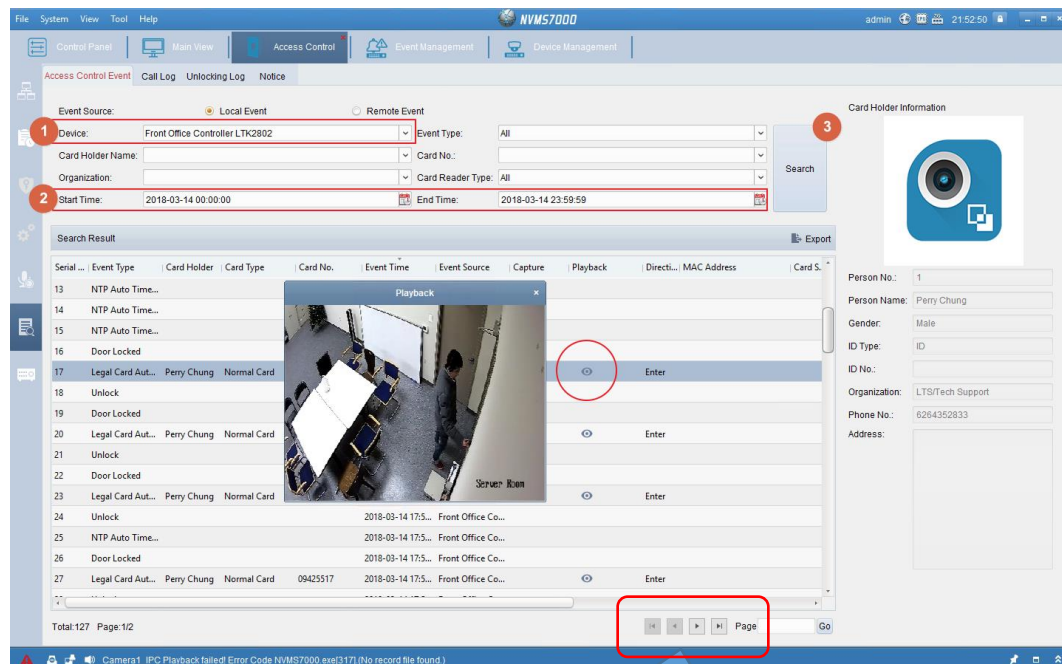 File System View Tool Help NVMS7000 admin 21:52:50
Control Panel Main View Access Control Event Management Device Management
Access Control Event Call Log Unlocking Log Notice
Event Source: Local Event Remote Event Card Holder Information
1 Device: Front Office Controller LTK2802 Event Type: All 3
Card Holder Name: Card No.:
Search
Organization: Card Reader Type: All
2 Start Time: 2018-03-14 00:00:00 End Time: 2018-03-14 23:59:59
Search Result Export
Serial ... Event Type Card Holder Card Type Card No. Event Time Event Source Capture Playback Directi... MAC Address Card S.
13 NTP Auto Time... Person No.: 1
Playback ×
14 NTP Auto Time... Person Name: Perry Chung
15 NTP Auto Time... Gender: Male
16 Door Locked ID Type: ID
17 Legal Card Aut... Perry Chung Normal Card Enter ID No.:
18 Unlock Organization: LTS/Tech Support
19 Door Locked Phone No.: 6264352833
20 Legal Card Aut... Perry Chung Normal Card Enter Address:
21 Unlock
22 Door Locked
Server Room
23 Legal Card Aut... Perry Chung Normal Card Enter
24 Unlock 2018-03-14 17:5... Front Office Co...
25 NTP Auto Time... 2018-03-14 17:5... Front Office Co...
26 Door Locked 2018-03-14 17:5... Front Office Co...
27 Legal Card Aut... Perry Chung Normal Card 09425517 2018-03-14 17:5... Front Office Co... Enter
Total:127 Page:1/2 Page Go
Camera1_IPC Playback failed! Error Code NVMS7000.exe[317].(No record file found.)